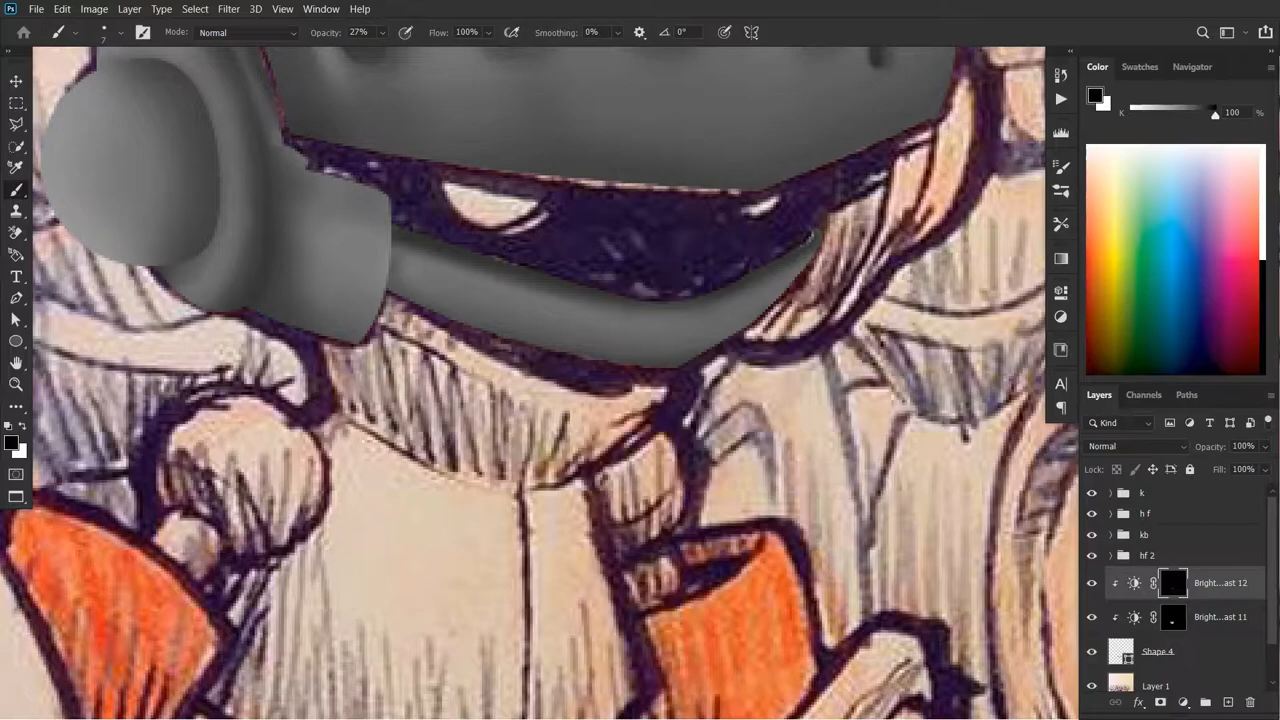 Ps File Edit Image Layer Type Select Filter 3D View Window Help
7 Mode: Normal Opacity: 27% Flow: 100% Smoothing: 0% 0°
Color Swatches Navigator
K 100 %
Layers Channels Paths
Kind
Normal Opacity: 100%
Lock: Fill: 100%
k
h f
kb
hf 2
Bright...ast 12
Bright...ast 11
Shape 4
Layer 1